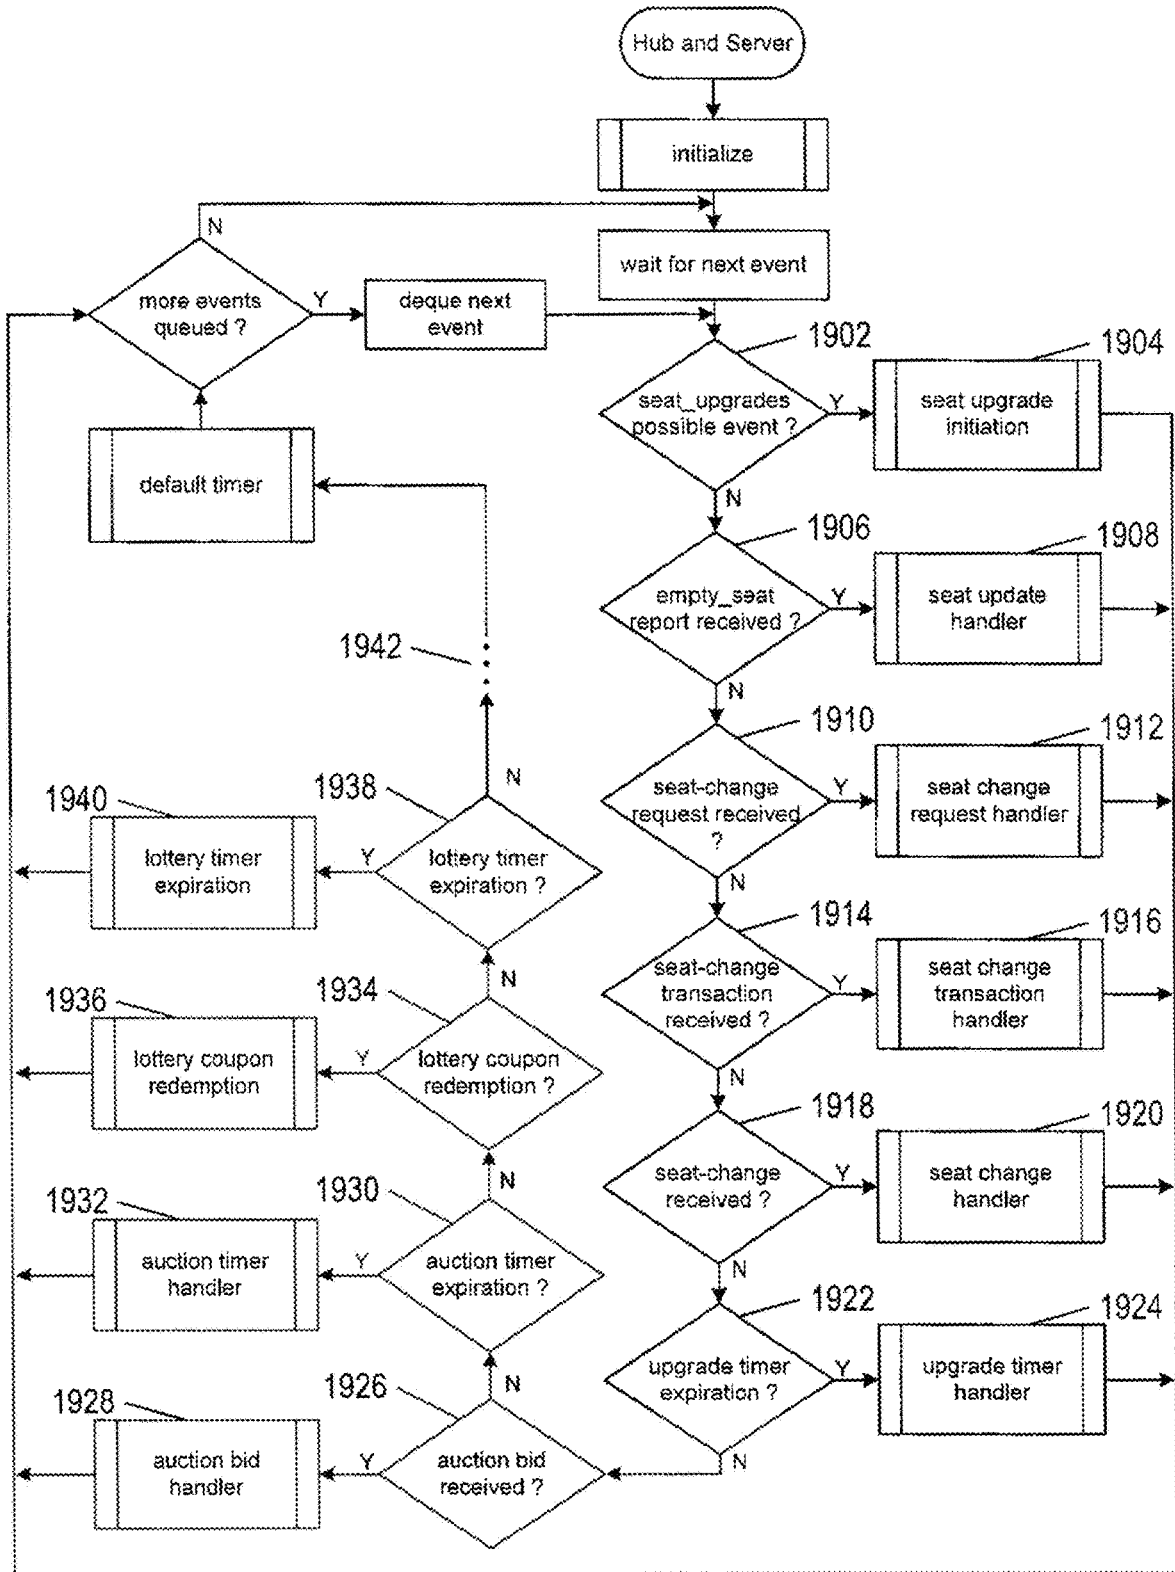 Hub and Server
initialize
N
wait for next event
more events
queued ?
Y
deque next
event
1902
1904
seat_upgrades
possible event ?
Y
seat upgrade
initiation
default timer
N
1906
1908
empty_seat
report received ?
Y
seat update
handler
1942
N
1910
1912
seat-change
request received
?
Y
seat change
request handler
N
1940
1938
lottery timer
expiration
Y
lottery timer
expiration ?
N
1914
1916
seat-change
transaction
received ?
Y
seat change
transaction
handler
N
1936
1934
lottery coupon
redemption
Y
lottery coupon
redemption ?
N
1918
1920
seat-change
received ?
Y
seat change
handler
N
1932
1930
auction timer
handler
Y
auction timer
expiration ?
N
1922
1924
upgrade timer
expiration ?
Y
upgrade timer
handler
N
1928
1926
auction bid
handler
Y
auction bid
received ?
N